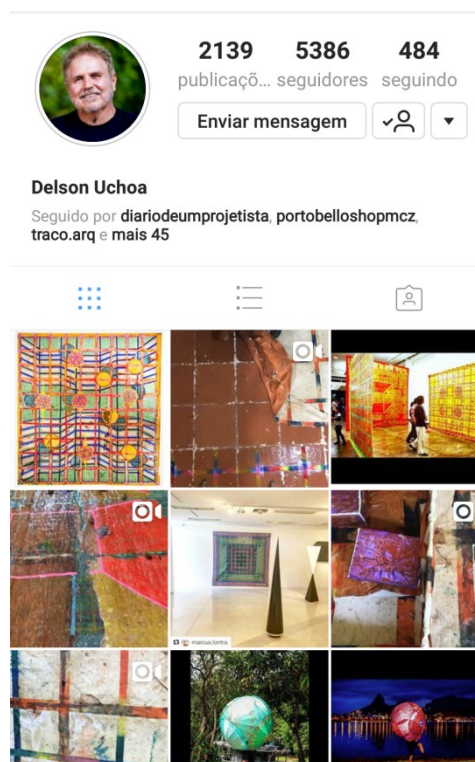 2139 5386 484
publicaçõ... seguidores seguindo
Enviar mensagem
Delson Uchoa
Seguido por diariodeumprojetista, portobelloshopmcz,
traco.arq e mais 45
marcus.lontra